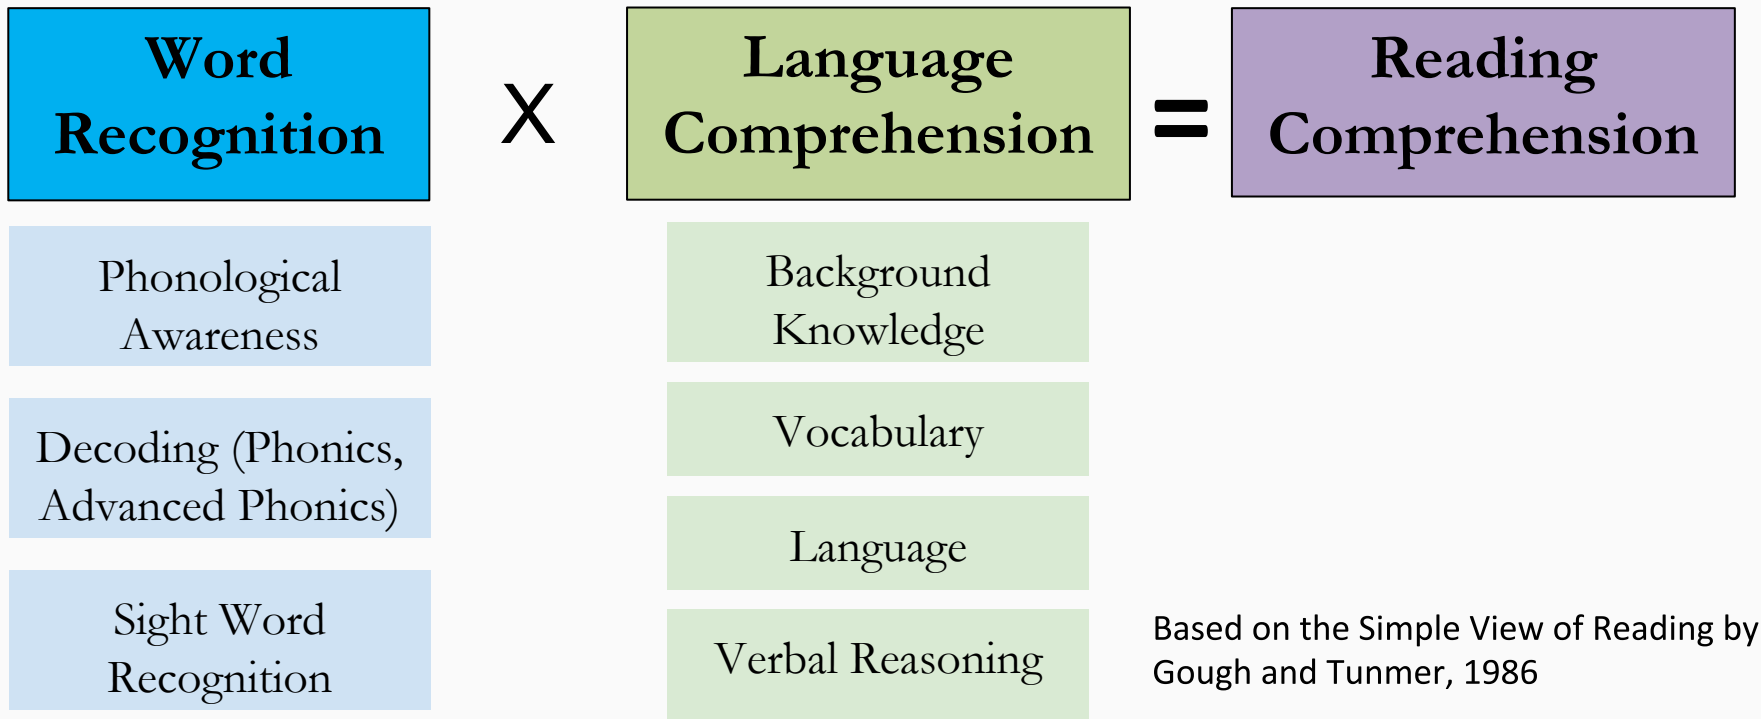 Word
Recognition
X
Language
Comprehension
=
Reading
Comprehension
Phonological
Awareness
Decoding (Phonics,
Advanced Phonics)
Sight Word
Recognition
Background
Knowledge
Vocabulary
Language
Verbal Reasoning
Based on the Simple View of Reading by
Gough and Tunmer, 1986